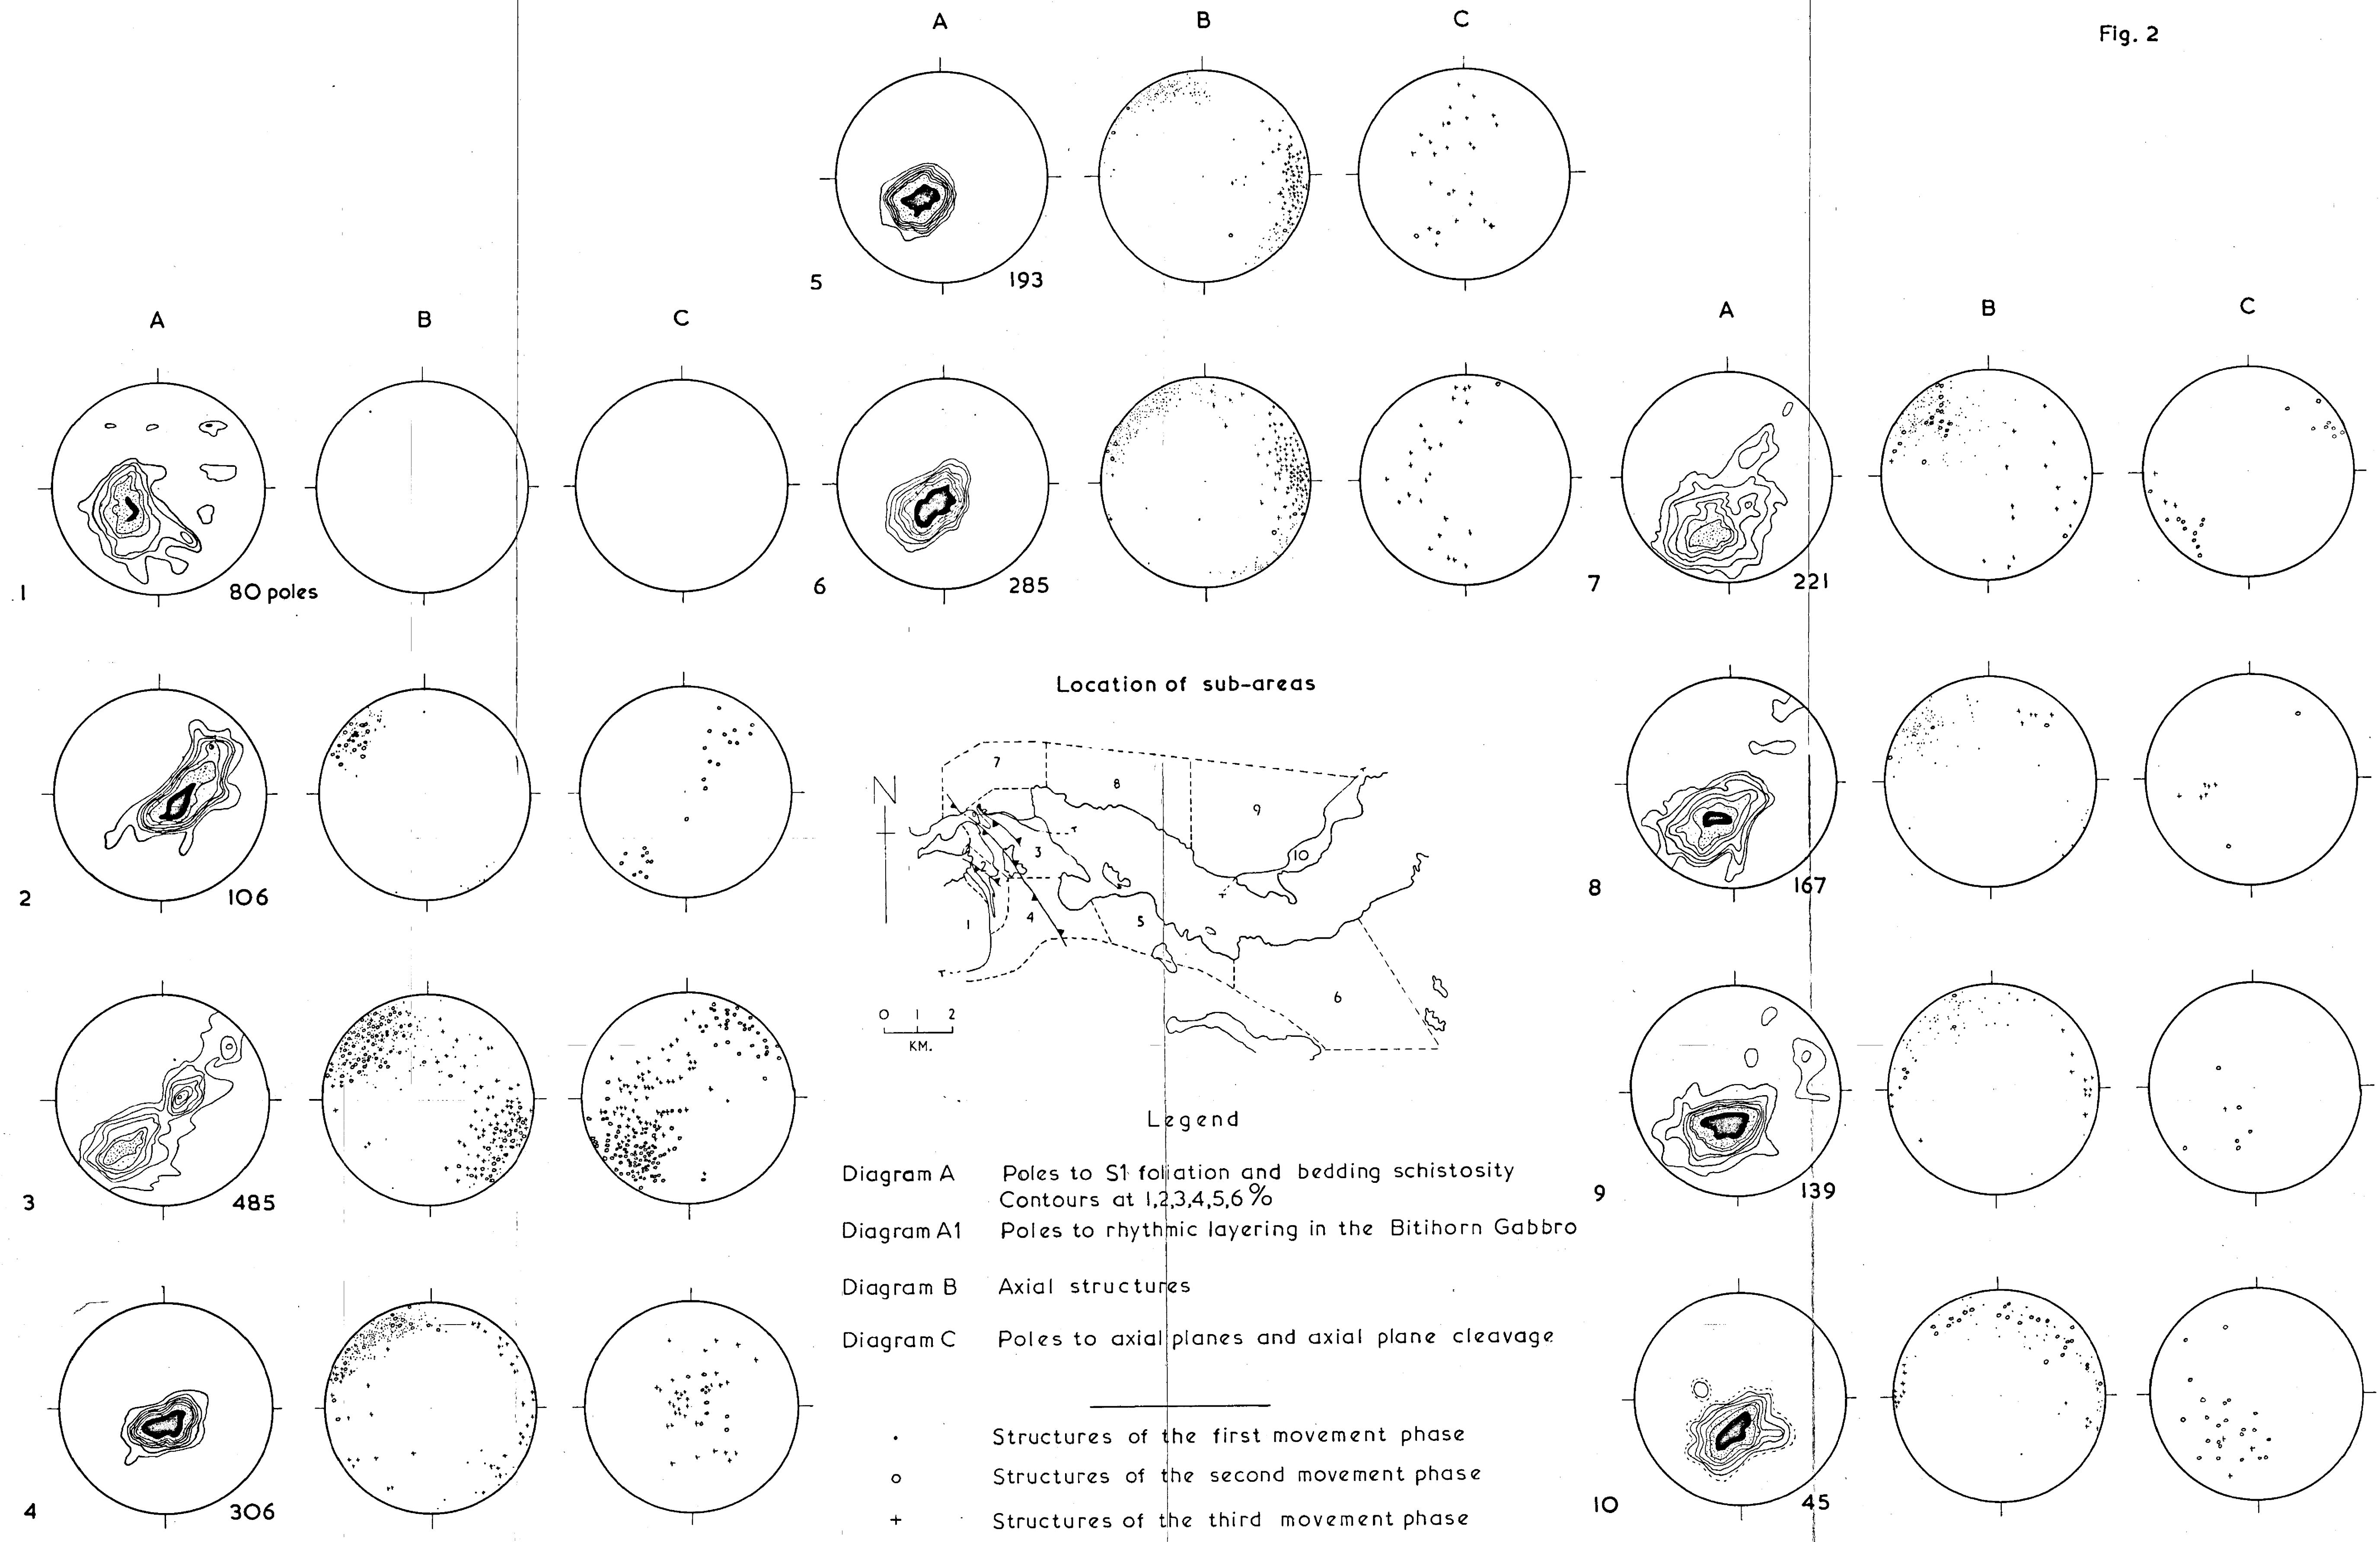 Fig. 2
A B C
5 193
A B C
1 80 poles
6 285
A B C
7 221
2 106
Location of sub-areas
N
7
8
9
10
3
2
1
4
5
6
T
T
T
T
O 1 2
KM.
8 167
3 485
Legend
Diagram A Poles to S1 foliation and bedding schistosity
Contours at 1,2,3,4,5,6 %
Diagram A1 Poles to rhythmic layering in the Bitihorn Gabbro
Diagram B Axial structures
Diagram C Poles to axial planes and axial plane cleavage
9 139
4 306
. Structures of the first movement phase
o Structures of the second movement phase
+ Structures of the third movement phase
10 45